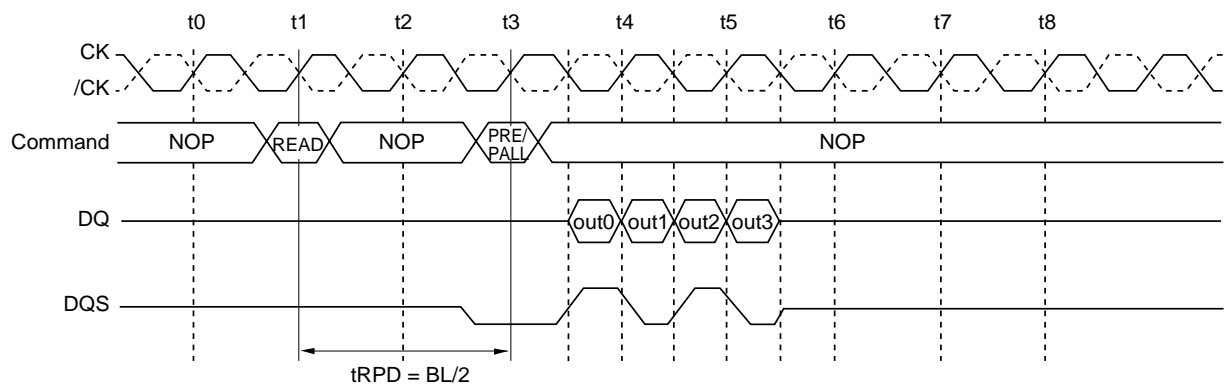 t0 t1 t2 t3 t4 t5 t6 t7 t8
CK
/CK
Command NOP READ NOP PRE/ PALL NOP
DQ out0 out1 out2 out3
DQS
tRPD = BL/2